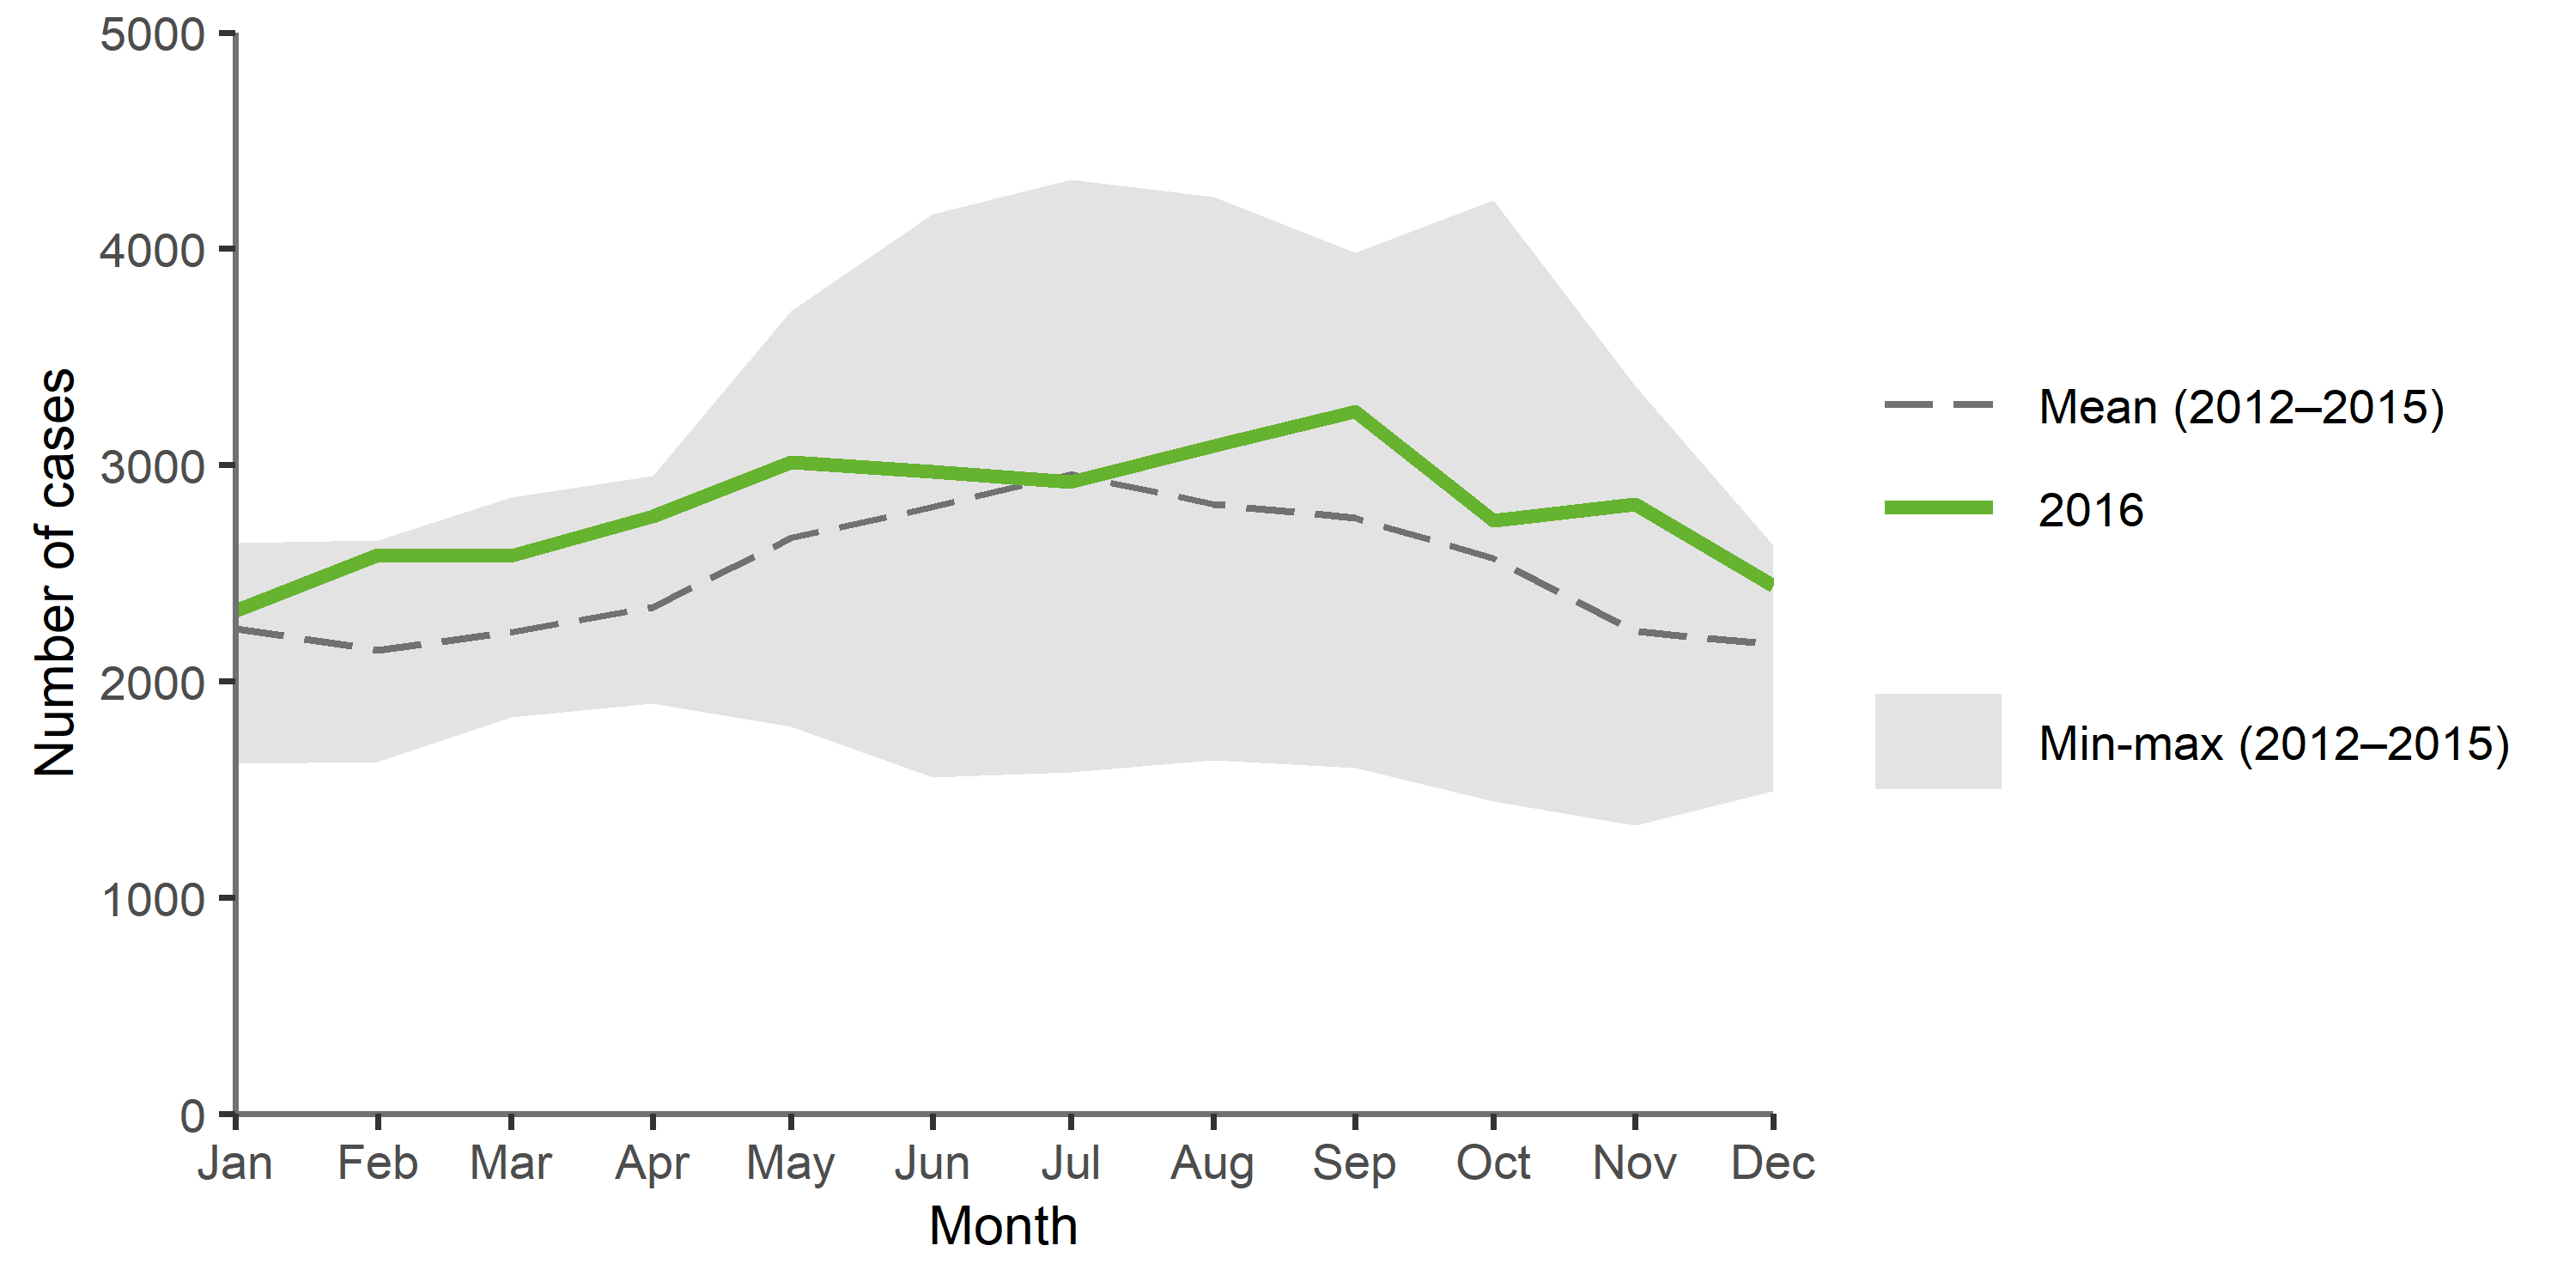 5000
4000
3000
2000
1000
0
Number of cases
Jan Feb Mar Apr May Jun Jul Aug Sep Oct Nov Dec
Month
Mean (2012–2015)
2016
Min-max (2012–2015)